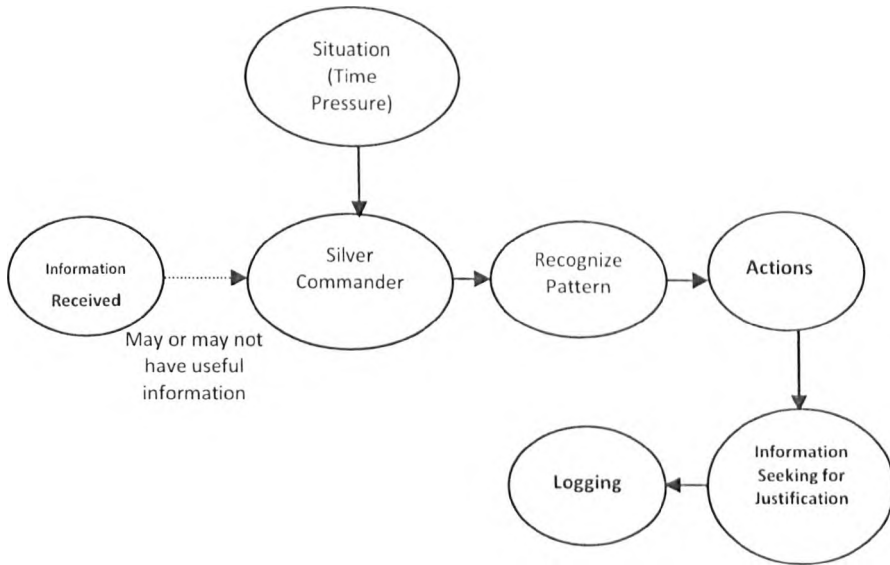 Situation
(Time
Pressure)
Information
Received
Silver
Commander
Recognize
Pattern
Actions
May or may not
have useful
information
Logging
Information
Seeking for
Justification